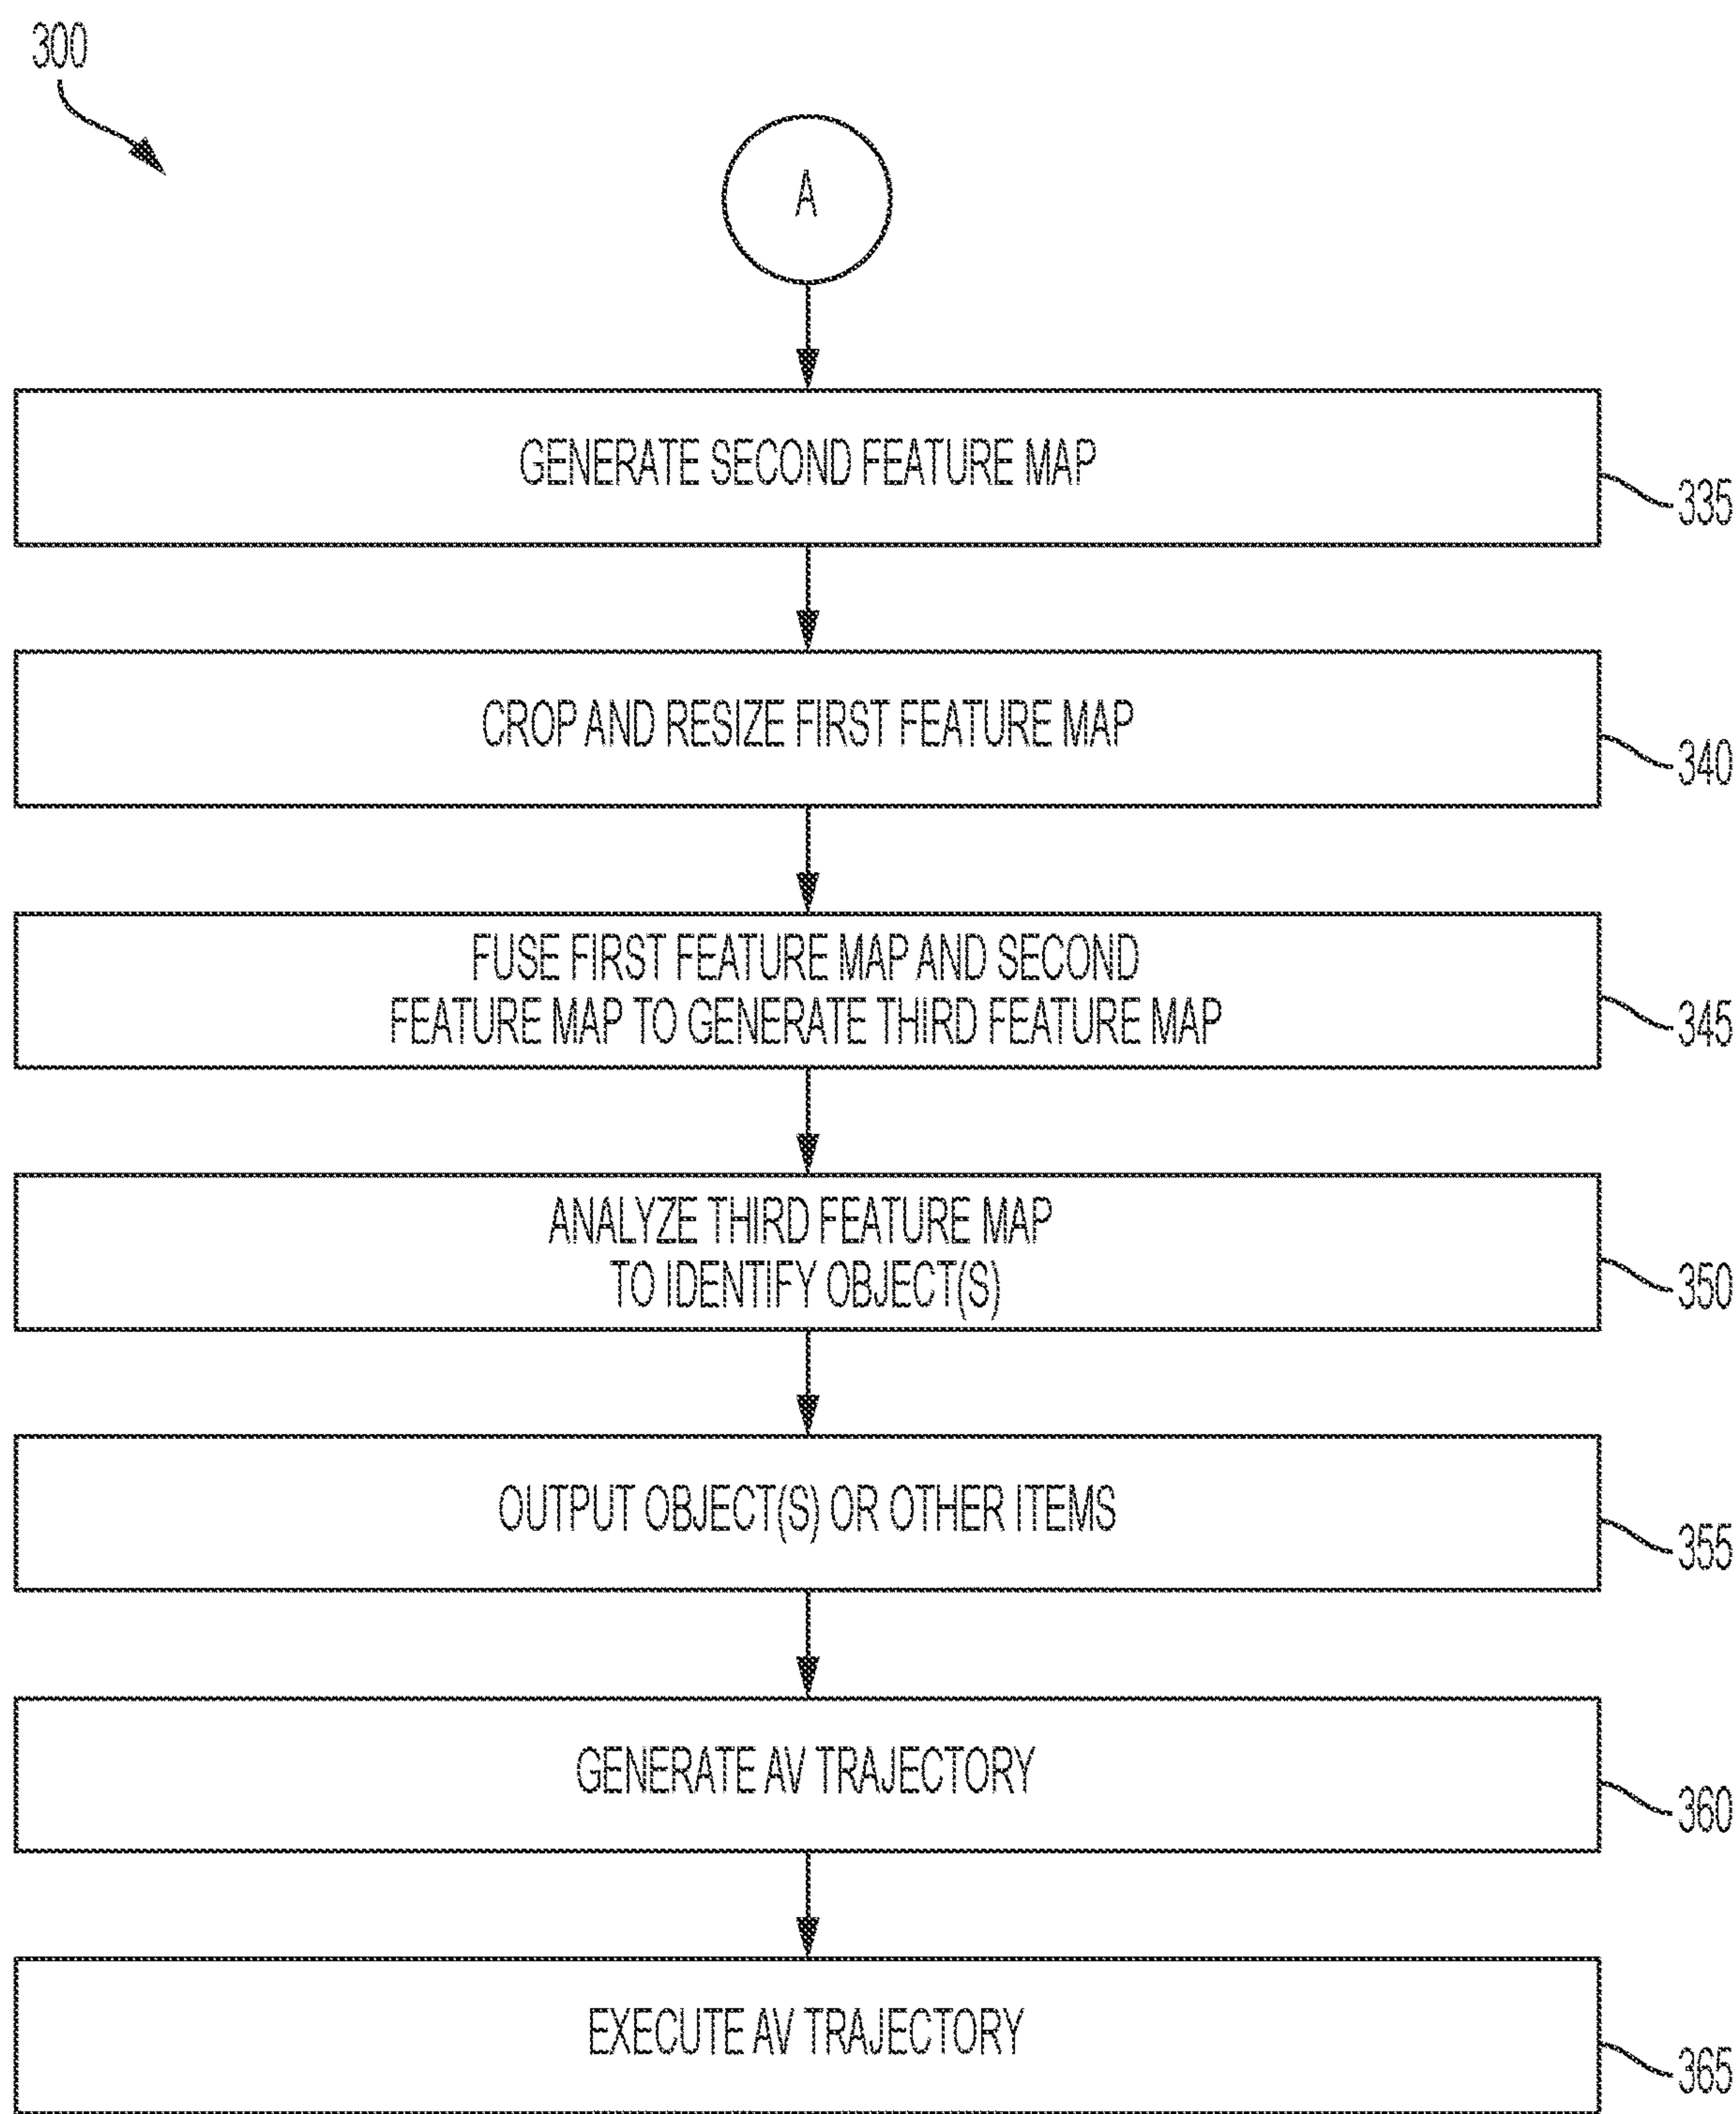 300
A
GENERATE SECOND FEATURE MAP
335
CROP AND RESIZE FIRST FEATURE MAP
340
FUSE FIRST FEATURE MAP AND SECOND
FEATURE MAP TO GENERATE THIRD FEATURE MAP
345
ANALYZE THIRD FEATURE MAP
TO IDENTIFY OBJECT(S)
350
OUTPUT OBJECT(S) OR OTHER ITEMS
355
GENERATE AV TRAJECTORY
360
EXECUTE AV TRAJECTORY
365